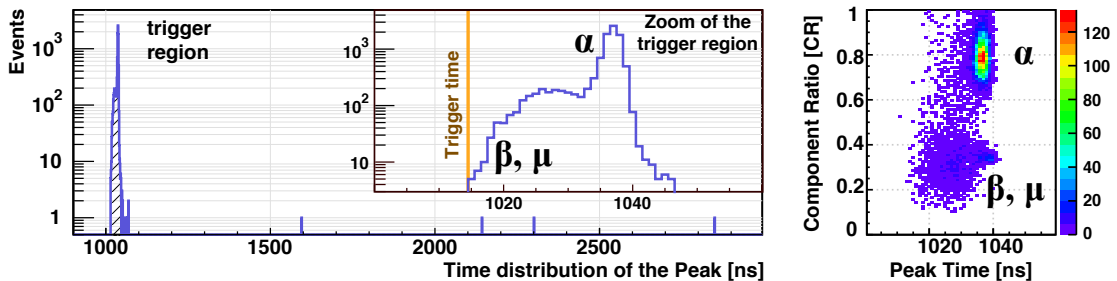 Events
10³
10²
10
1
trigger
region
1000
1500
2000
2500
Time distribution of the Peak [ns]
Zoom of the
trigger region
10³
10²
10
Trigger time
α
β, μ
1020
1040
Component Ratio [CR]
1
0.8
0.6
0.4
0.2
0
α
β, μ
1020
1040
Peak Time [ns]
120
100
80
60
40
20
0